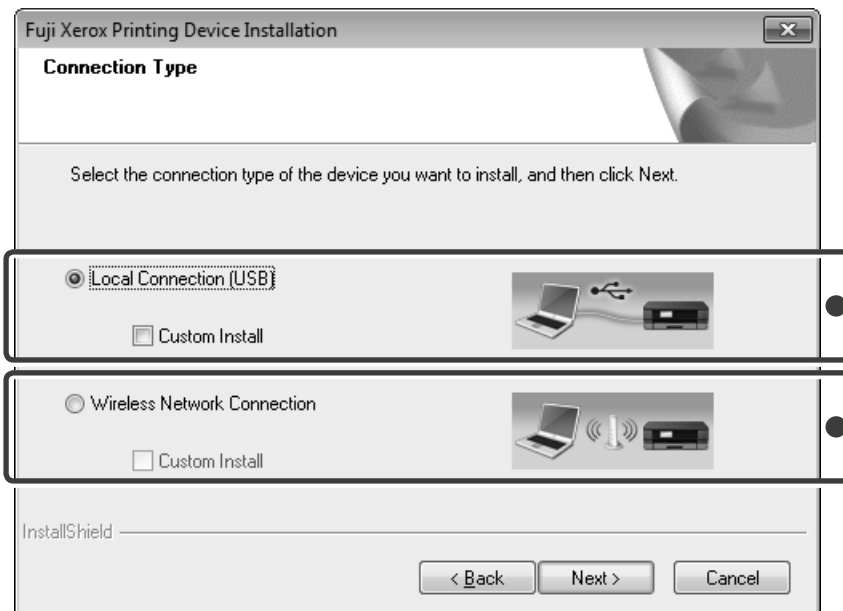 Fuji Xerox Printing Device Installation
Connection Type
Select the connection type of the device you want to install, and then click Next.
Local Connection (USB)
Custom Install
Wireless Network Connection
Custom Install
InstallShield
< Back Next > Cancel